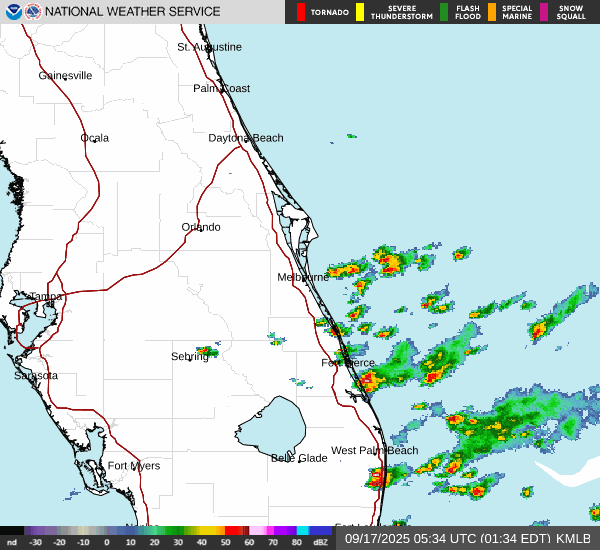 NATIONAL WEATHER SERVICE
TORNADO
SEVERE
THUNDERSTORM
FLASH
FLOOD
SPECIAL
MARINE
SNOW
SQUALL
St. Augustine
Gainesville
Palm Coast
Ocala
Daytona Beach
Orlando
Melbourne
Tampa
Sebring
Fort Pierce
Sarasota
West Palm Beach
Belle Glade
Fort Myers
nd -30 -20 -10 0 10 20 30 40 50 60 70 80 dBZ
09/17/2025 05:34 UTC (01:34 EDT) KMLB